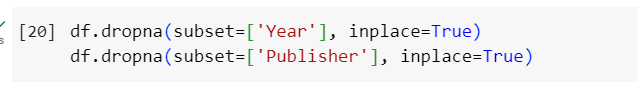 [20] df.dropna(subset=['Year'], inplace=True)
df.dropna(subset=['Publisher'], inplace=True)